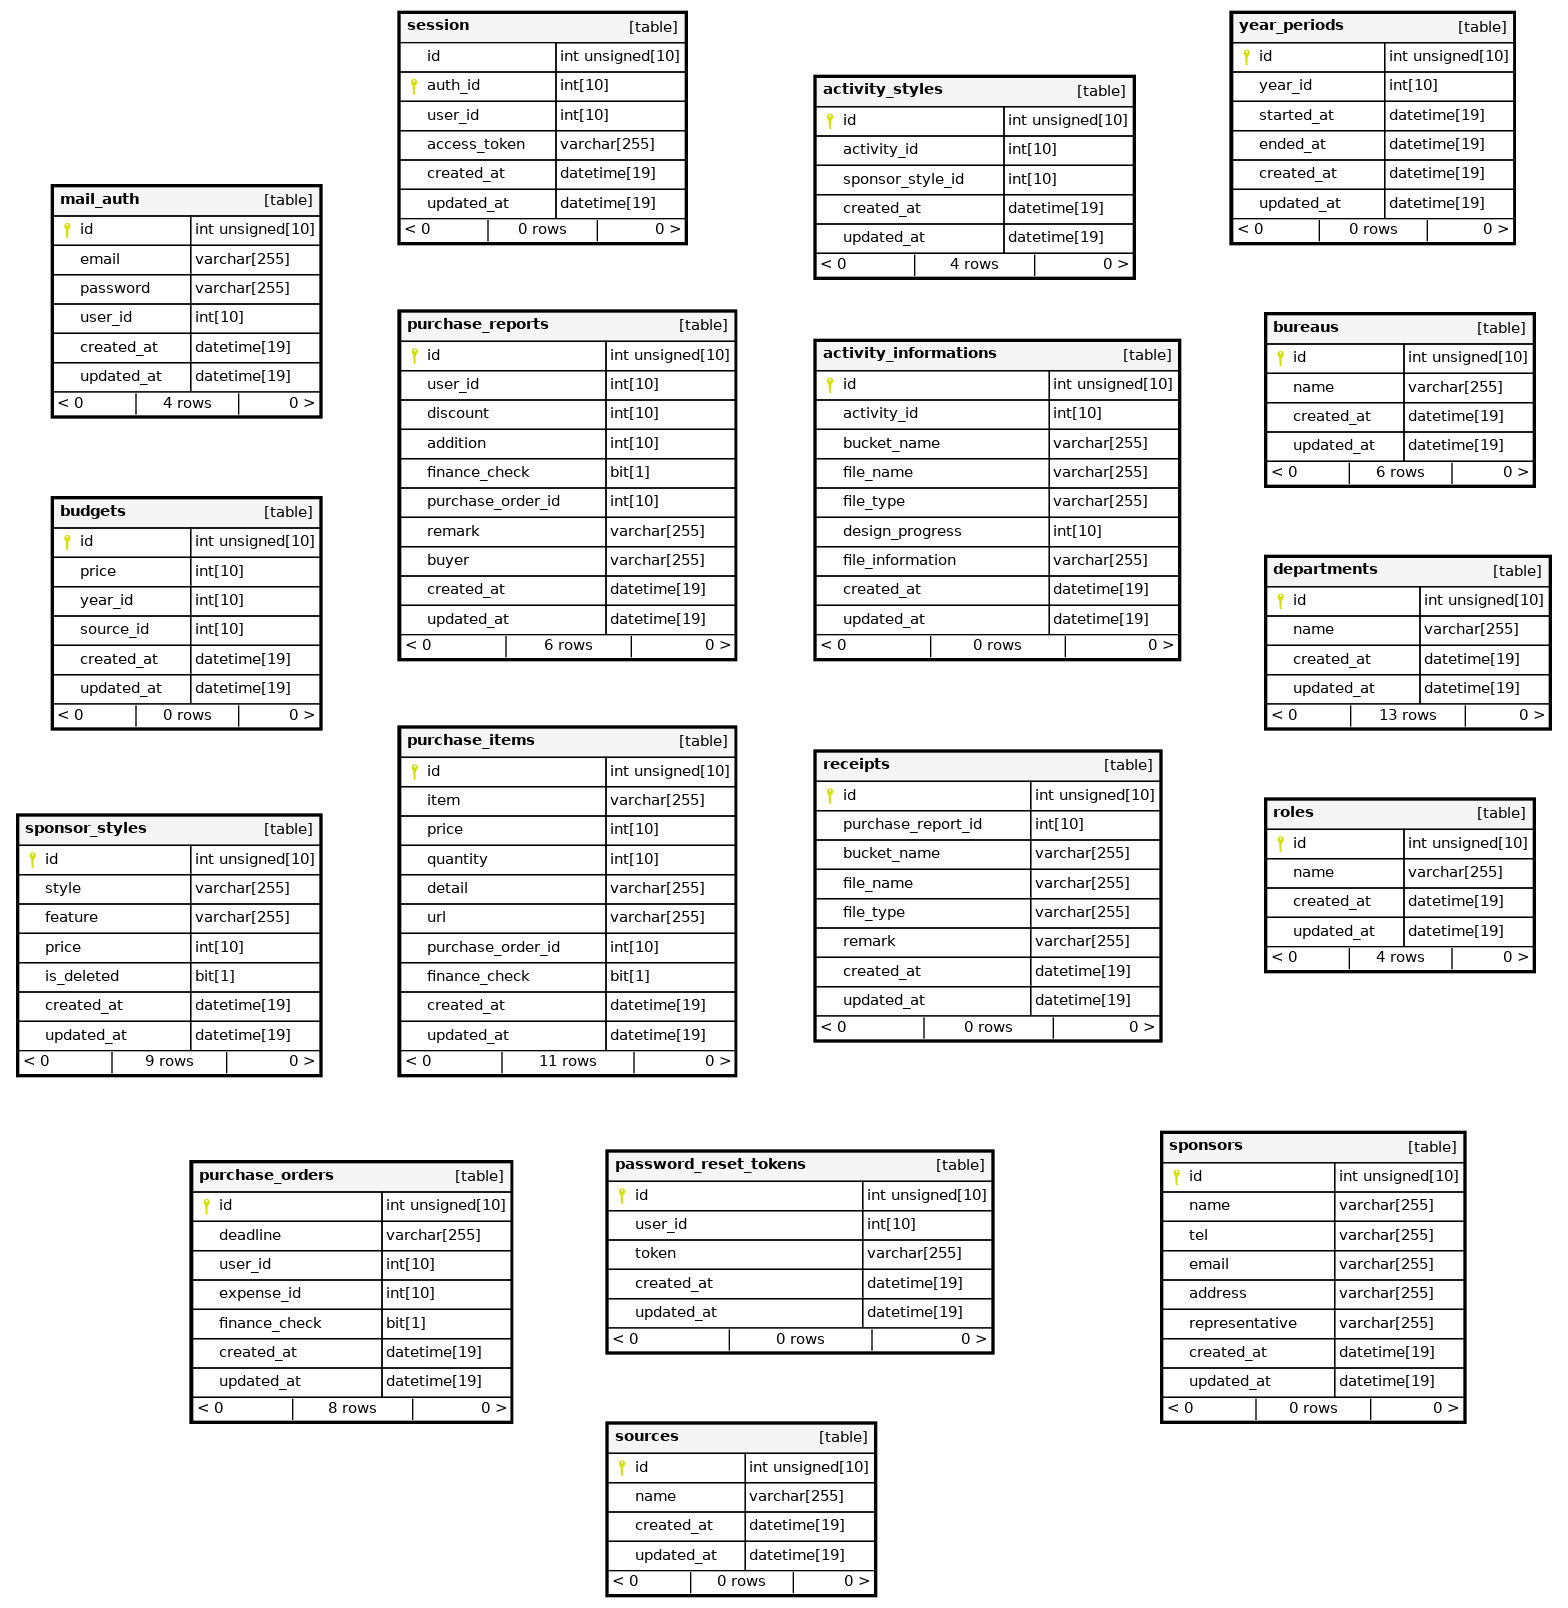 session [table]
id int unsigned[10]
auth_id int[10]
user_id int[10]
access_token varchar[255]
created_at datetime[19]
updated_at datetime[19]
< 0 0 rows 0 >
year_periods [table]
id int unsigned[10]
year_id int[10]
started_at datetime[19]
ended_at datetime[19]
created_at datetime[19]
updated_at datetime[19]
< 0 0 rows 0 >
activity_styles [table]
id int unsigned[10]
activity_id int[10]
sponsor_style_id int[10]
created_at datetime[19]
updated_at datetime[19]
< 0 4 rows 0 >
mail_auth [table]
id int unsigned[10]
email varchar[255]
password varchar[255]
user_id int[10]
created_at datetime[19]
updated_at datetime[19]
< 0 4 rows 0 >
purchase_reports [table]
id int unsigned[10]
user_id int[10]
discount int[10]
addition int[10]
finance_check bit[1]
purchase_order_id int[10]
remark varchar[255]
buyer varchar[255]
created_at datetime[19]
updated_at datetime[19]
< 0 6 rows 0 >
activity_informations [table]
id int unsigned[10]
activity_id int[10]
bucket_name varchar[255]
file_name varchar[255]
file_type varchar[255]
design_progress int[10]
file_information varchar[255]
created_at datetime[19]
updated_at datetime[19]
< 0 0 rows 0 >
bureaus [table]
id int unsigned[10]
name varchar[255]
created_at datetime[19]
updated_at datetime[19]
< 0 6 rows 0 >
budgets [table]
id int unsigned[10]
price int[10]
year_id int[10]
source_id int[10]
created_at datetime[19]
updated_at datetime[19]
< 0 0 rows 0 >
departments [table]
id int unsigned[10]
name varchar[255]
created_at datetime[19]
updated_at datetime[19]
< 0 13 rows 0 >
purchase_items [table]
id int unsigned[10]
item varchar[255]
price int[10]
quantity int[10]
detail varchar[255]
url varchar[255]
purchase_order_id int[10]
finance_check bit[1]
created_at datetime[19]
updated_at datetime[19]
< 0 11 rows 0 >
receipts [table]
id int unsigned[10]
purchase_report_id int[10]
bucket_name varchar[255]
file_name varchar[255]
file_type varchar[255]
remark varchar[255]
created_at datetime[19]
updated_at datetime[19]
< 0 0 rows 0 >
roles [table]
id int unsigned[10]
name varchar[255]
created_at datetime[19]
updated_at datetime[19]
< 0 4 rows 0 >
sponsor_styles [table]
id int unsigned[10]
style varchar[255]
feature varchar[255]
price int[10]
is_deleted bit[1]
created_at datetime[19]
updated_at datetime[19]
< 0 9 rows 0 >
purchase_orders [table]
id int unsigned[10]
deadline varchar[255]
user_id int[10]
expense_id int[10]
finance_check bit[1]
created_at datetime[19]
updated_at datetime[19]
< 0 8 rows 0 >
password_reset_tokens [table]
id int unsigned[10]
user_id int[10]
token varchar[255]
created_at datetime[19]
updated_at datetime[19]
< 0 0 rows 0 >
sponsors [table]
id int unsigned[10]
name varchar[255]
tel varchar[255]
email varchar[255]
address varchar[255]
representative varchar[255]
created_at datetime[19]
updated_at datetime[19]
< 0 0 rows 0 >
sources [table]
id int unsigned[10]
name varchar[255]
created_at datetime[19]
updated_at datetime[19]
< 0 0 rows 0 >